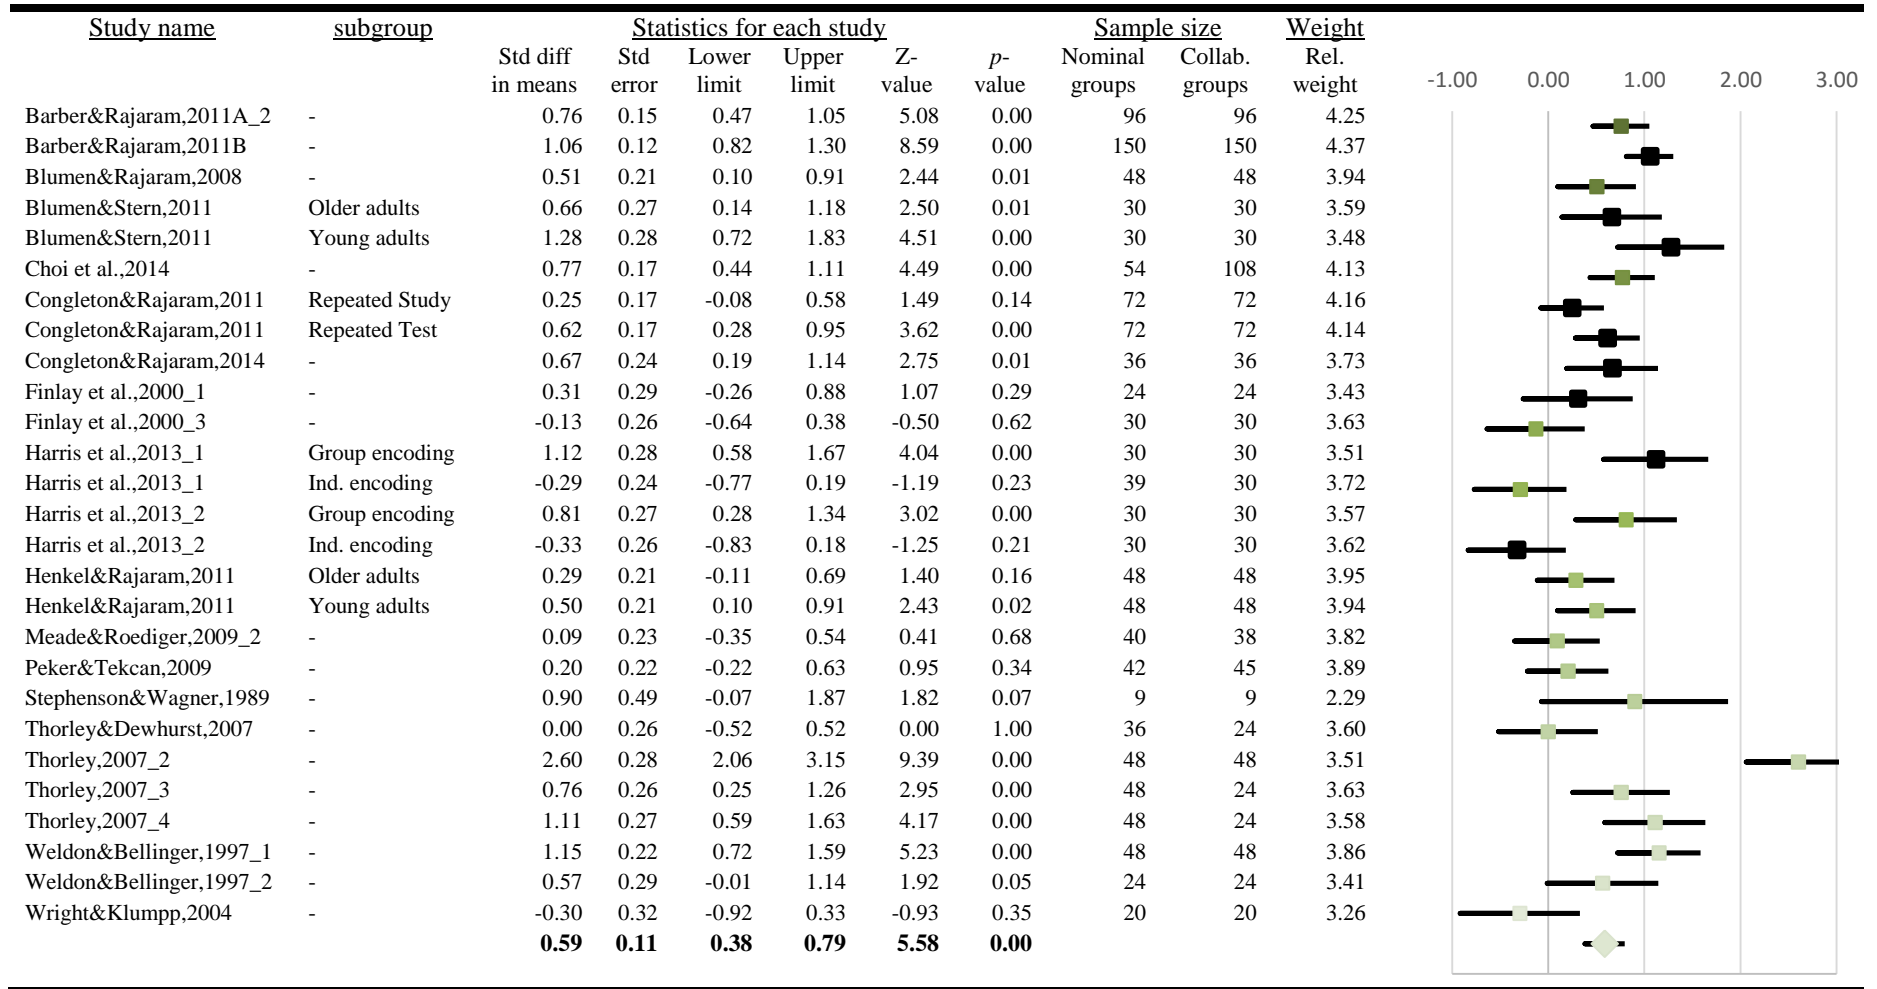 Study name subgroup Statistics for each study Sample size Weight
Std diff Std Lower Upper Z- p- Nominal Collab. Rel.
in means error limit limit value value groups groups weight -1.00 0.00 1.00 2.00 3.00
Barber&Rajaram,2011A_2 - 0.76 0.15 0.47 1.05 5.08 0.00 96 96 4.25
Barber&Rajaram,2011B - 1.06 0.12 0.82 1.30 8.59 0.00 150 150 4.37
Blumen&Rajaram,2008 - 0.51 0.21 0.10 0.91 2.44 0.01 48 48 3.94
Blumen&Stern,2011 Older adults 0.66 0.27 0.14 1.18 2.50 0.01 30 30 3.59
Blumen&Stern,2011 Young adults 1.28 0.28 0.72 1.83 4.51 0.00 30 30 3.48
Choi et al.,2014 - 0.77 0.17 0.44 1.11 4.49 0.00 54 108 4.13
Congleton&Rajaram,2011 Repeated Study 0.25 0.17 -0.08 0.58 1.49 0.14 72 72 4.16
Congleton&Rajaram,2011 Repeated Test 0.62 0.17 0.28 0.95 3.62 0.00 72 72 4.14
Congleton&Rajaram,2014 - 0.67 0.24 0.19 1.14 2.75 0.01 36 36 3.73
Finlay et al.,2000_1 - 0.31 0.29 -0.26 0.88 1.07 0.29 24 24 3.43
Finlay et al.,2000_3 - -0.13 0.26 -0.64 0.38 -0.50 0.62 30 30 3.63
Harris et al.,2013_1 Group encoding 1.12 0.28 0.58 1.67 4.04 0.00 30 30 3.51
Harris et al.,2013_1 Ind. encoding -0.29 0.24 -0.77 0.19 -1.19 0.23 39 30 3.72
Harris et al.,2013_2 Group encoding 0.81 0.27 0.28 1.34 3.02 0.00 30 30 3.57
Harris et al.,2013_2 Ind. encoding -0.33 0.26 -0.83 0.18 -1.25 0.21 30 30 3.62
Henkel&Rajaram,2011 Older adults 0.29 0.21 -0.11 0.69 1.40 0.16 48 48 3.95
Henkel&Rajaram,2011 Young adults 0.50 0.21 0.10 0.91 2.43 0.02 48 48 3.94
Meade&Roediger,2009_2 - 0.09 0.23 -0.35 0.54 0.41 0.68 40 38 3.82
Peker&Tekcan,2009 - 0.20 0.22 -0.22 0.63 0.95 0.34 42 45 3.89
Stephenson&Wagner,1989 - 0.90 0.49 -0.07 1.87 1.82 0.07 9 9 2.29
Thorley&Dewhurst,2007 - 0.00 0.26 -0.52 0.52 0.00 1.00 36 24 3.60
Thorley,2007_2 - 2.60 0.28 2.06 3.15 9.39 0.00 48 48 3.51
Thorley,2007_3 - 0.76 0.26 0.25 1.26 2.95 0.00 48 24 3.63
Thorley,2007_4 - 1.11 0.27 0.59 1.63 4.17 0.00 48 24 3.58
Weldon&Bellinger,1997_1 - 1.15 0.22 0.72 1.59 5.23 0.00 48 48 3.86
Weldon&Bellinger,1997_2 - 0.57 0.29 -0.01 1.14 1.92 0.05 24 24 3.41
Wright&Klumpp,2004 - -0.30 0.32 -0.92 0.33 -0.93 0.35 20 20 3.26
0.59 0.11 0.38 0.79 5.58 0.00